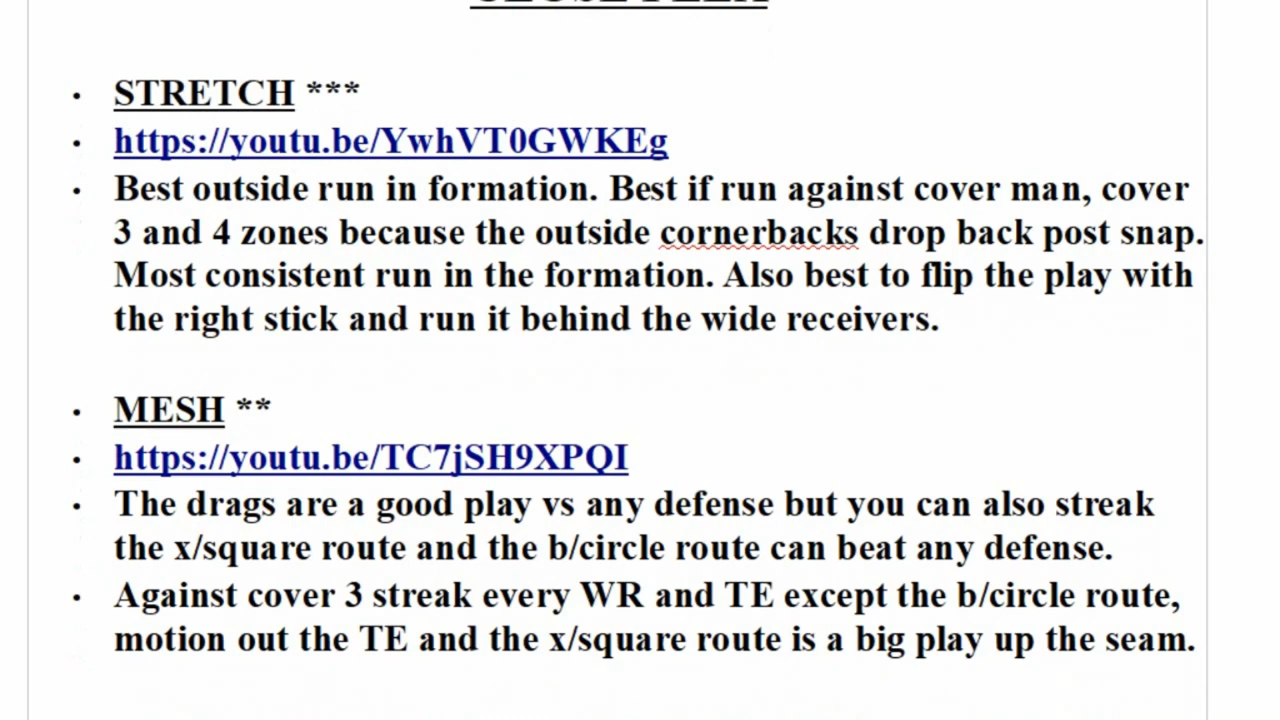 • STRETCH ***
• https://youtu.be/YwhVT0GWKEg
• Best outside run in formation. Best if run against cover man, cover
3 and 4 zones because the outside cornerbacks drop back post snap.
Most consistent run in the formation. Also best to flip the play with
the right stick and run it behind the wide receivers.
• MESH **
• https://youtu.be/TC7jSH9XPQI
• The drags are a good play vs any defense but you can also streak
the x/square route and the b/circle route can beat any defense.
• Against cover 3 streak every WR and TE except the b/circle route,
motion out the TE and the x/square route is a big play up the seam.